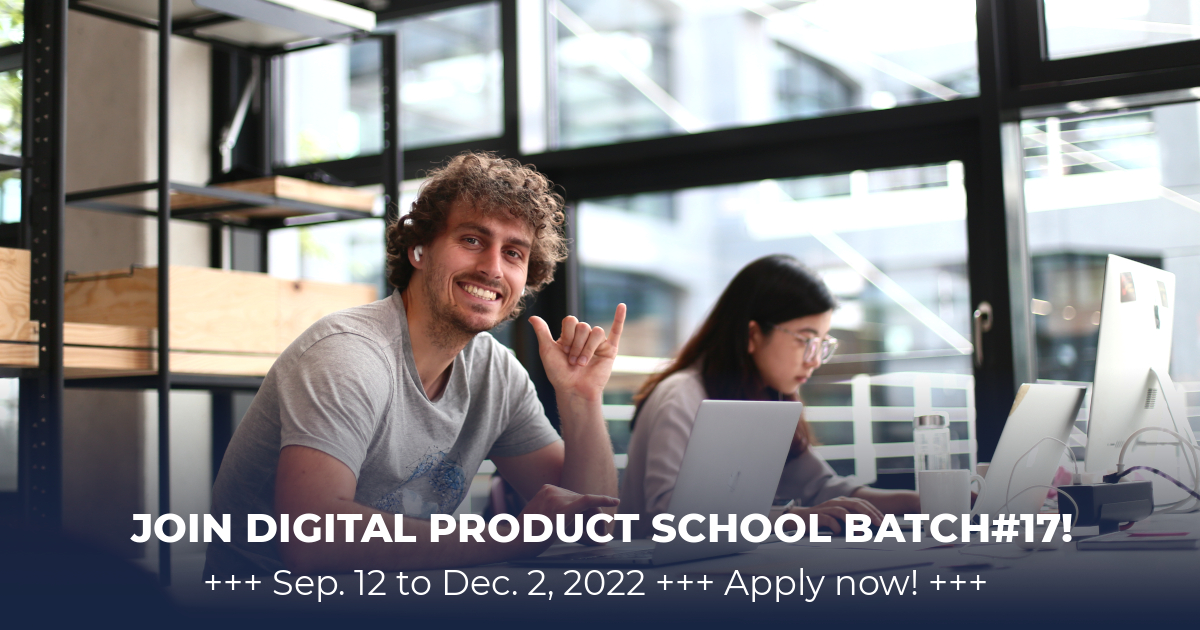 JOIN DIGITAL PRODUCT SCHOOL BATCH#17!
+++ Sep. 12 to Dec. 2, 2022 +++ Apply now! +++